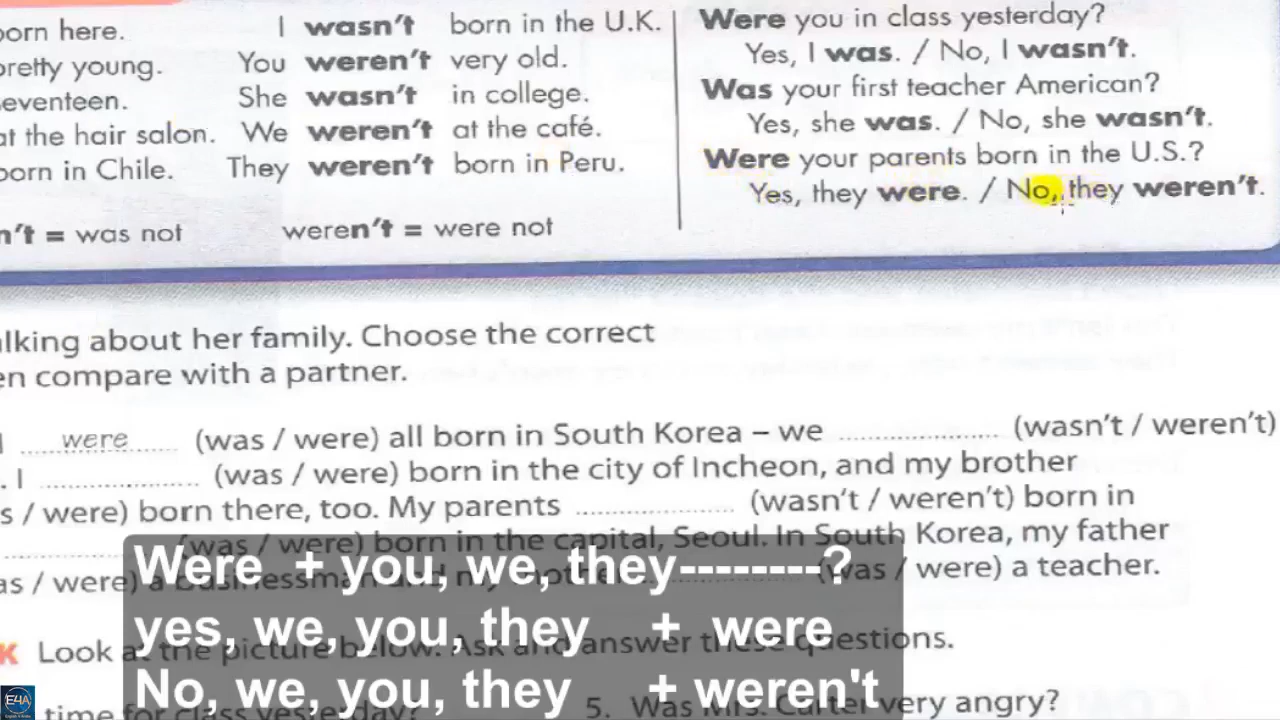 born here.
pretty young.
seventeen.
at the hair salon.
born in Chile.
n't = was not
I wasn't born in the U.K.
You weren't very old.
She wasn't in college.
We weren't at the café.
They weren't born in Peru.
weren't = were not
Were you in class yesterday?
Yes, I was. / No, I wasn't.
Was your first teacher American?
Yes, she was. / No, she wasn't.
Were your parents born in the U.S.?
Yes, they were. / No, they weren't.
alking about her family. Choose the correct
en compare with a partner.
I were (was / were) all born in South Korea – we (wasn't / weren't)
. I (was / were) born in the city of Incheon, and my brother
s / were) born there, too. My parents (wasn't / weren't) born in
(was / were) born in the capital, Seoul. In South Korea, my father
as / were) a businessman and my mother (was / were) a teacher.
K Look at the picture below. Ask and answer these questions.
time for class yesterday?
5. Was Mrs. Carter very angry?
Were + you, we, they--------?
yes, we, you, they + were
No, we, you, they + weren't
E4A